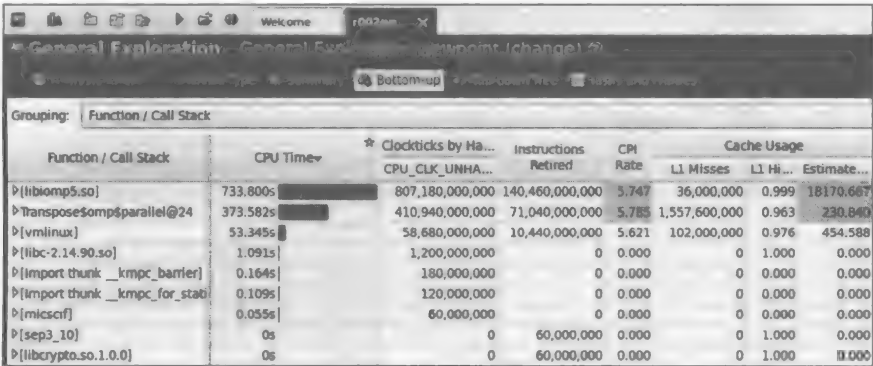 Welcome r002
General Exploration General Exp viewpoint (change)
Bottom-up
Grouping: Function / Call Stack
Function / Call Stack CPU Time Clockticks by Ha... Instructions Retired CPI Rate Cache Usage
CPU_CLK_UNHA... L1 Misses L1 Hi... Estimate...
[libiomp5.so] 733.800s 807,180,000,000 140,460,000,000 5.747 36,000,000 0.999 18170.667
Transpose$omp$parallel@24 373.582s 410,940,000,000 71,040,000,000 5.785 1,557,600,000 0.963 230.840
[vmlinux] 53.345s 58,680,000,000 10,440,000,000 5.621 102,000,000 0.976 454.588
[libc-2.14.90.so] 1.091s 1,200,000,000 0 0.000 0 1.000 0.000
[Import thunk __kmpc_barrier] 0.164s 180,000,000 0 0.000 0 1.000 0.000
[Import thunk __kmpc_for_stati 0.109s 120,000,000 0 0.000 0 1.000 0.000
[micscif] 0.055s 60,000,000 0 0.000 0 1.000 0.000
[sep3_10] 0s 0 60,000,000 0.000 0 1.000 0.000
[libcrypto.so.1.0.0] 0s 0 60,000,000 0.000 0 1.000 0.000